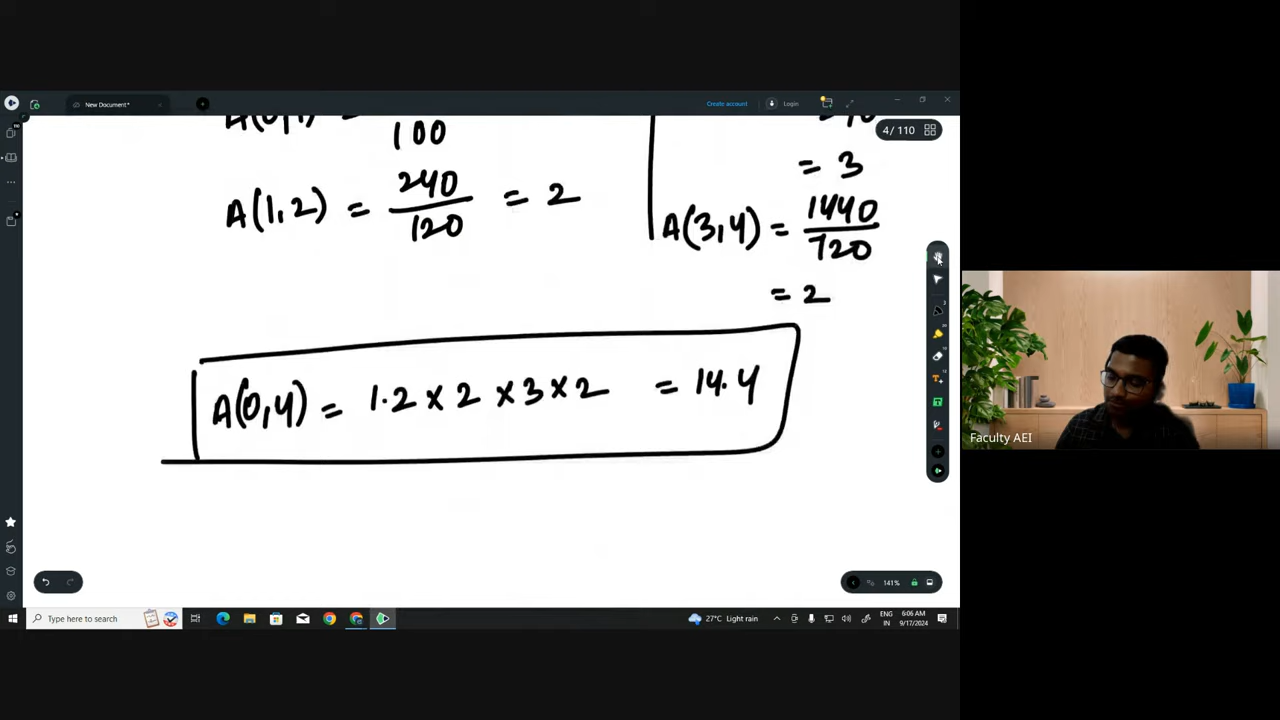 New Document*
Create account
Login
4/110
A(0,1) =
100
A(1,2) = 240/120 = 2
= 3
A(3,4) = 1440/720
= 2
A(0,4) = 1.2 × 2 × 3 × 2 = 14.4
Faculty AEI
141%
Type here to search
27°C Light rain
ENG
IN
6:06 AM
9/17/2024